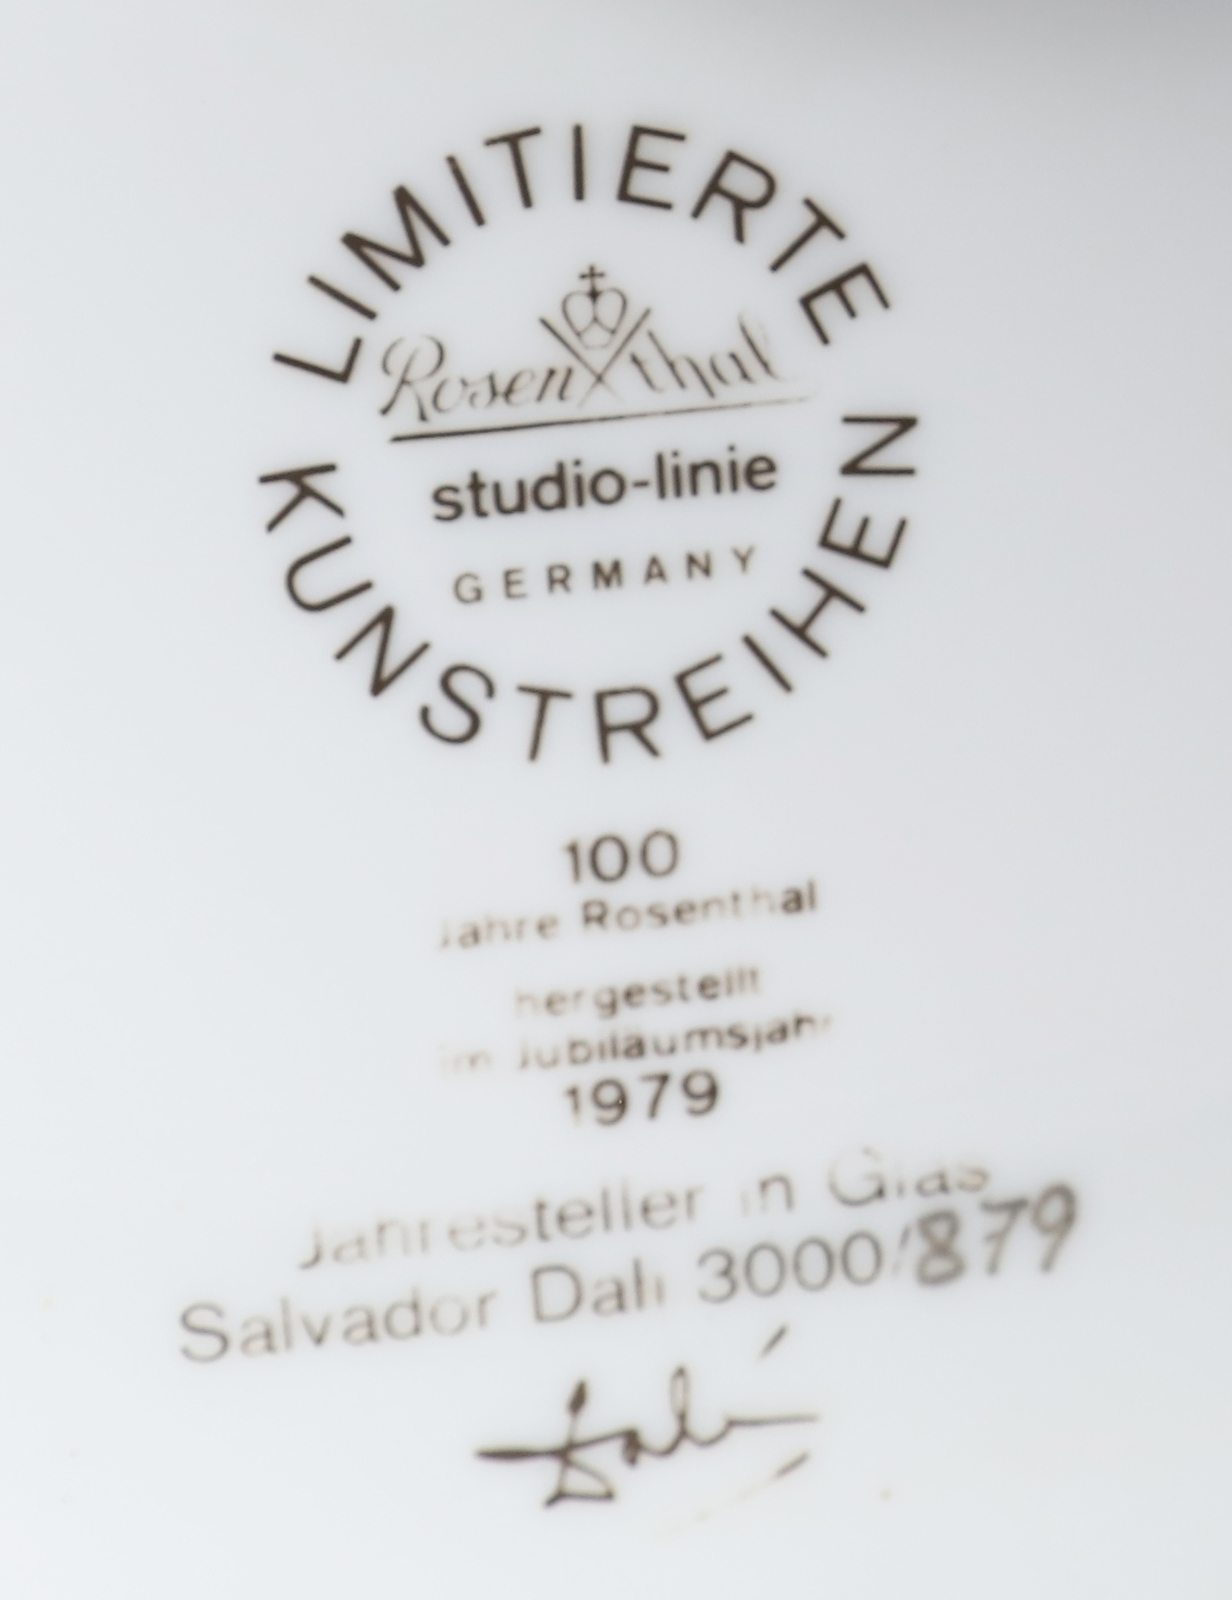 LIMITIERTE
Rosenthal
studio-linie
GERMANY
KUNSTREIHEN
100
Jahre Rosenthal
hergestellt
im Jubiläumsjahr
1979
Jahresteller in Glas
Salvador Dali 3000/879
Dalí